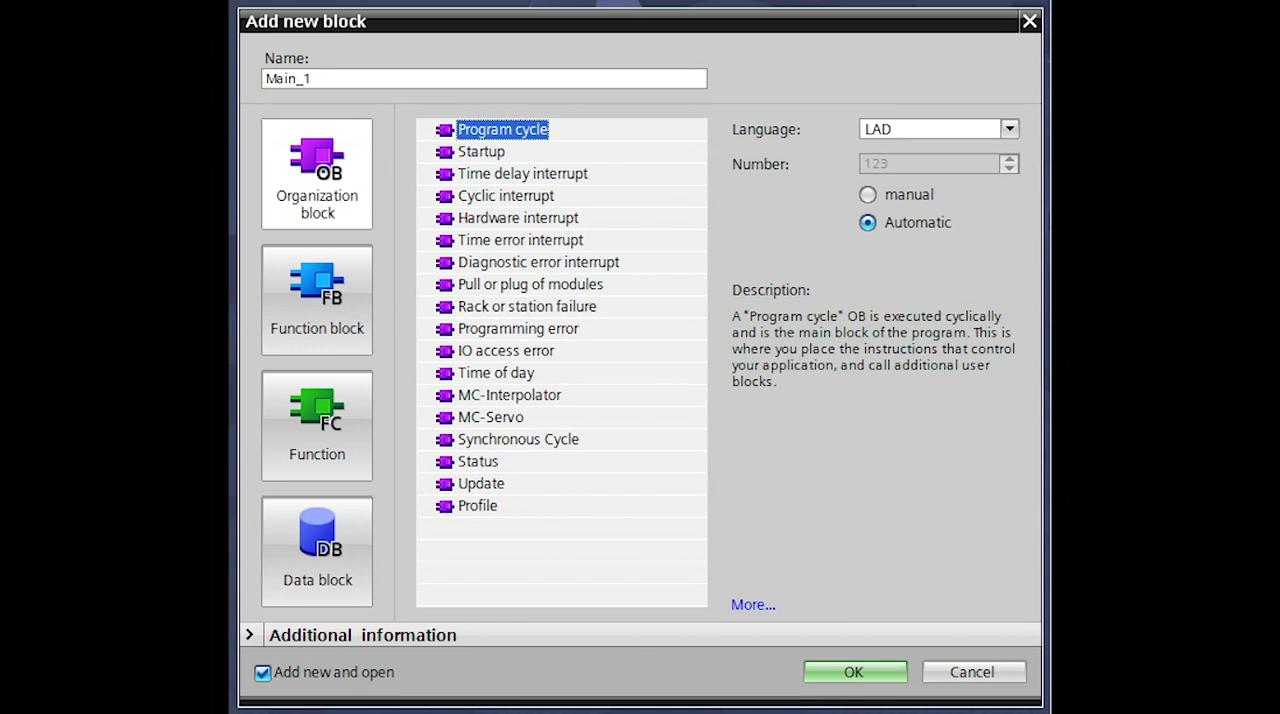 Add new block
Name:
Main_1
OB
Organization
block
FB
Function block
FC
Function
DB
Data block
Program cycle
Startup
Time delay interrupt
Cyclic interrupt
Hardware interrupt
Time error interrupt
Diagnostic error interrupt
Pull or plug of modules
Rack or station failure
Programming error
IO access error
Time of day
MC-Interpolator
MC-Servo
Synchronous Cycle
Status
Update
Profile
Language:
LAD
Number:
123
manual
Automatic
Description:
A "Program cycle" OB is executed cyclically
and is the main block of the program. This is
where you place the instructions that control
your application, and call additional user
blocks.
More...
> Additional information
Add new and open
OK
Cancel